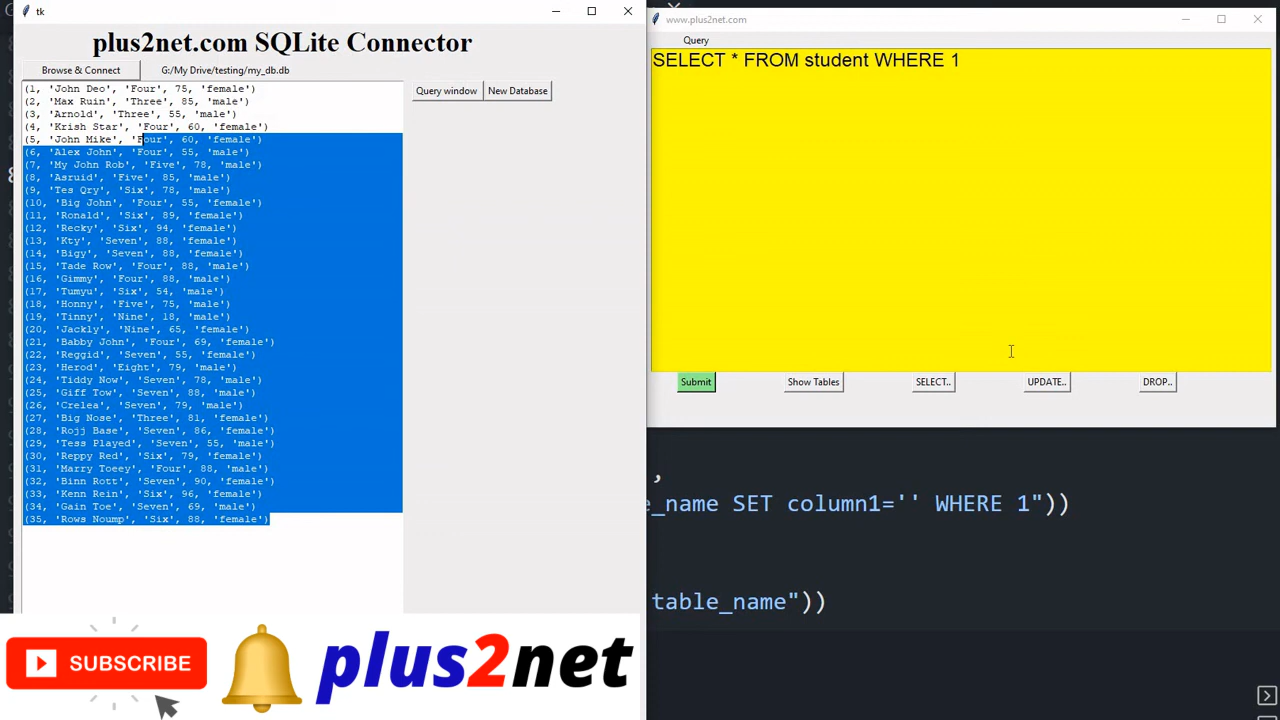 tk
plus2net.com SQLite Connector
Browse & Connect
G:/My Drive/testing/my_db.db
(1, 'John Deo', 'Four', 75, 'female')
(2, 'Max Ruin', 'Three', 85, 'male')
(3, 'Arnold', 'Three', 55, 'male')
(4, 'Krish Star', 'Four', 60, 'female')
(5, 'John Mike', 'Four', 60, 'female')
(6, 'Alex John', 'Four', 55, 'male')
(7, 'My John Rob', 'Five', 78, 'male')
(8, 'Asruid', 'Five', 85, 'male')
(9, 'Tes Qry', 'Six', 78, 'male')
(10, 'Big John', 'Four', 55, 'female')
(11, 'Ronald', 'Six', 89, 'female')
(12, 'Recky', 'Six', 94, 'female')
(13, 'Kty', 'Seven', 88, 'female')
(14, 'Bigy', 'Seven', 88, 'female')
(15, 'Tade Row', 'Four', 88, 'male')
(16, 'Gimmy', 'Four', 88, 'male')
(17, 'Tumyu', 'Six', 54, 'male')
(18, 'Honny', 'Five', 75, 'male')
(19, 'Tinny', 'Nine', 18, 'male')
(20, 'Jackly', 'Nine', 65, 'female')
(21, 'Babby John', 'Four', 69, 'female')
(22, 'Reggid', 'Seven', 55, 'female')
(23, 'Herod', 'Eight', 79, 'male')
(24, 'Tiddy Now', 'Seven', 78, 'male')
(25, 'Giff Tow', 'Seven', 88, 'male')
(26, 'Crelea', 'Seven', 79, 'male')
(27, 'Big Nose', 'Three', 81, 'female')
(28, 'Rojj Base', 'Seven', 86, 'female')
(29, 'Tess Played', 'Seven', 55, 'male')
(30, 'Reppy Red', 'Six', 79, 'female')
(31, 'Marry Toeey', 'Four', 88, 'male')
(32, 'Binn Rott', 'Seven', 90, 'female')
(33, 'Kenn Rein', 'Six', 96, 'female')
(34, 'Gain Toe', 'Seven', 69, 'male')
(35, 'Rows Noump', 'Six', 88, 'female')
Query window
New Database
www.plus2net.com
Query
SELECT * FROM student WHERE 1
Submit
Show Tables
SELECT..
UPDATE..
DROP..
,
e_name SET column1='' WHERE 1"))
table_name"))
SUBSCRIBE
plus2net